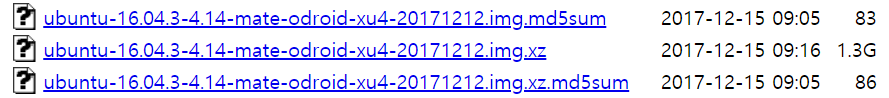 ubuntu-16.04.3-4.14-mate-odroid-xu4-20171212.img.md5sum 2017-12-15 09:05 83
ubuntu-16.04.3-4.14-mate-odroid-xu4-20171212.img.xz 2017-12-15 09:16 1.3G
ubuntu-16.04.3-4.14-mate-odroid-xu4-20171212.img.xz.md5sum 2017-12-15 09:05 86